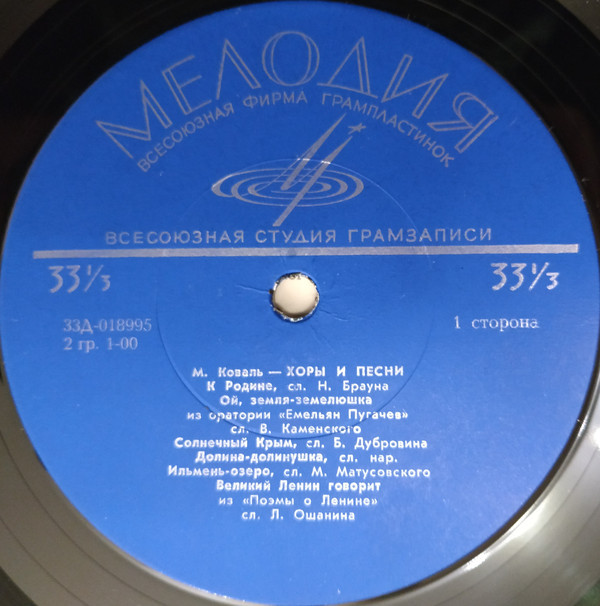 МЕЛОДИЯ
ВСЕСОЮЗНАЯ ФИРМА ГРАМПЛАСТИНОК
ВСЕСОЮЗНАЯ СТУДИЯ ГРАМЗАПИСИ
33⅓ 33⅓
33Д-018995
2 гр. 1-00
1 сторона
М. Коваль — ХОРЫ И ПЕСНИ
К Родине, сл. Н. Брауна
Ой, земля-земелюшка
из оратории «Емельян Пугачев»
сл. В. Каменского
Солнечный Крым, сл. Б. Дубровина
Долина-долинушка, сл. нар.
Ильмень-озеро, сл. М. Матусовского
Великий Ленин говорит
из «Поэмы о Ленине»
сл. Л. Ошанина